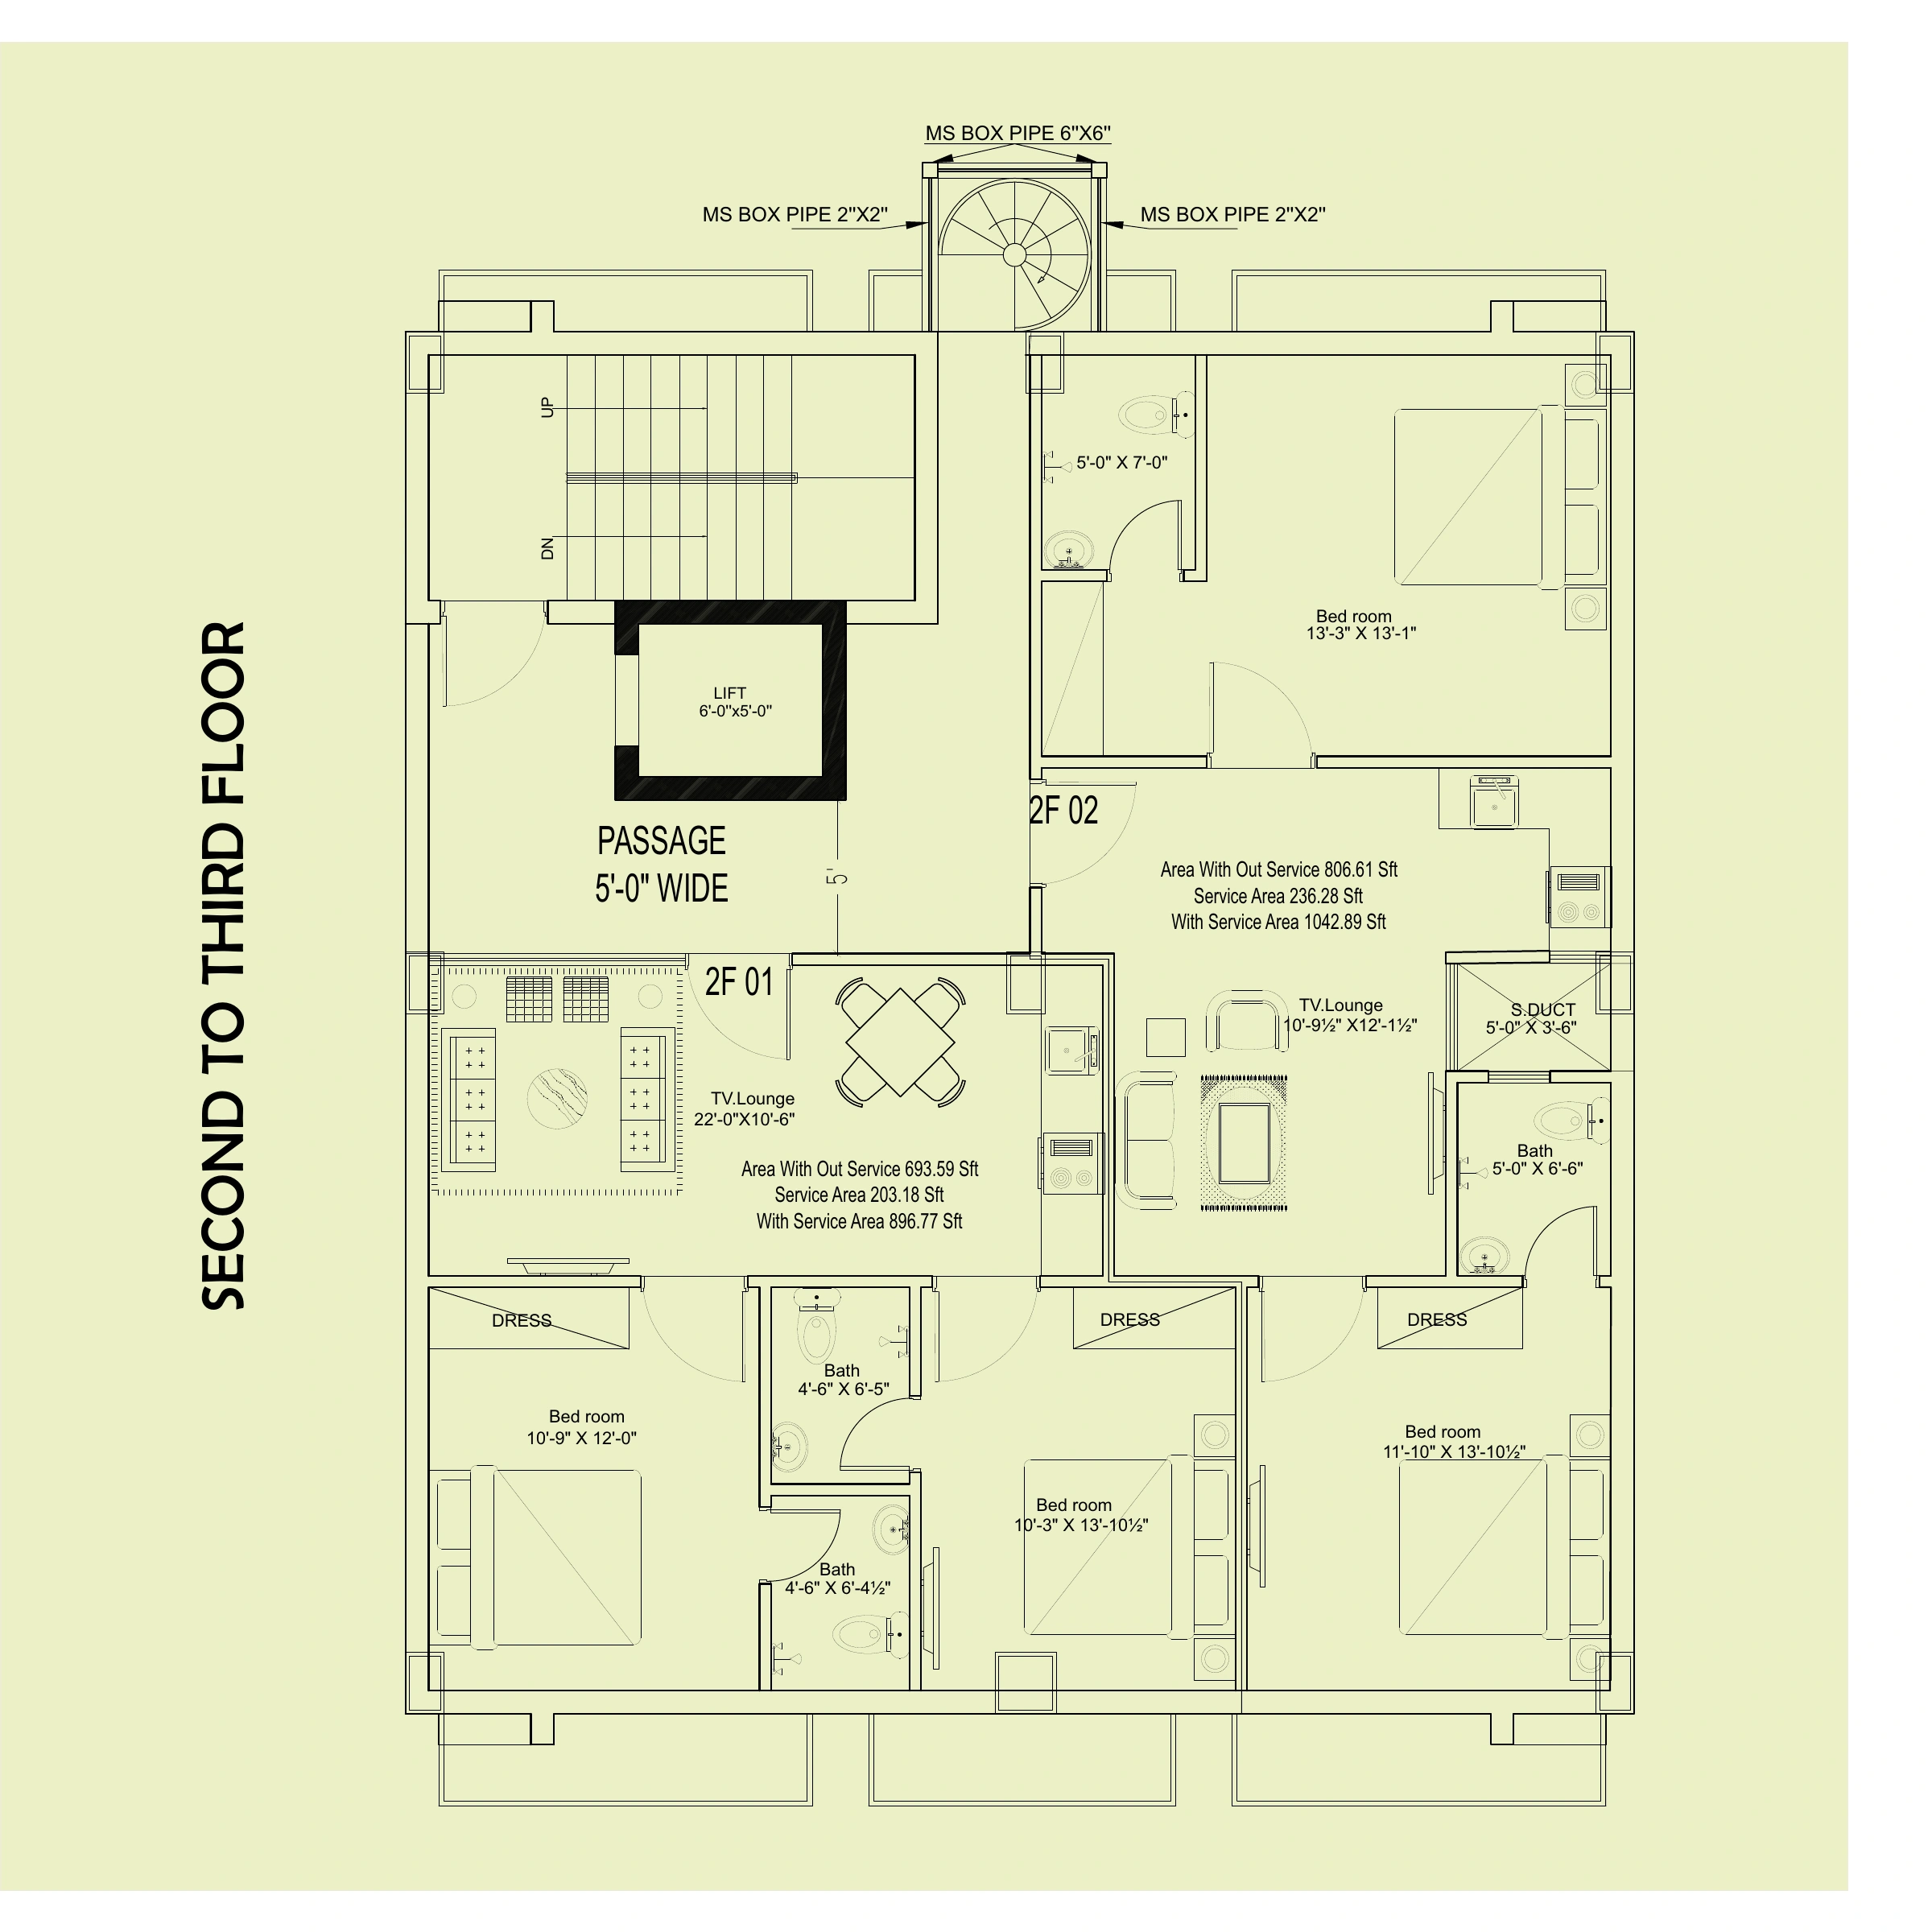 SECOND TO THIRD FLOOR
MS BOX PIPE 6"X6"
MS BOX PIPE 2"X2"
MS BOX PIPE 2"X2"
UP
DN
5'-0" X 7'-0"
Bed room
13'-3" X 13'-1"
LIFT
6'-0"x5'-0"
PASSAGE
5'-0" WIDE
5'
2F 02
Area With Out Service 806.61 Sft
Service Area 236.28 Sft
With Service Area 1042.89 Sft
2F 01
TV.Lounge
10'-9½" X12'-1½"
S.DUCT
5'-0" X 3'-6"
TV.Lounge
22'-0"X10'-6"
Area With Out Service 693.59 Sft
Service Area 203.18 Sft
With Service Area 896.77 Sft
Bath
5'-0" X 6'-6"
DRESS
DRESS
DRESS
Bath
4'-6" X 6'-5"
Bed room
10'-9" X 12'-0"
Bed room
11'-10" X 13'-10½"
Bed room
10'-3" X 13'-10½"
Bath
4'-6" X 6'-4½"